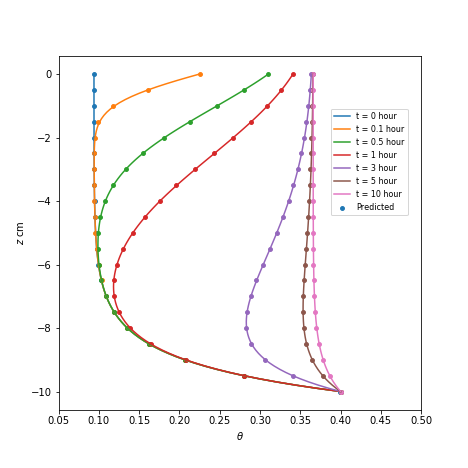 0
−2
−4
−6
−8
−10
z cm
0.05 0.10 0.15 0.20 0.25 0.30 0.35 0.40 0.45 0.50
θ
t = 0 hour
t = 0.1 hour
t = 0.5 hour
t = 1 hour
t = 3 hour
t = 5 hour
t = 10 hour
Predicted